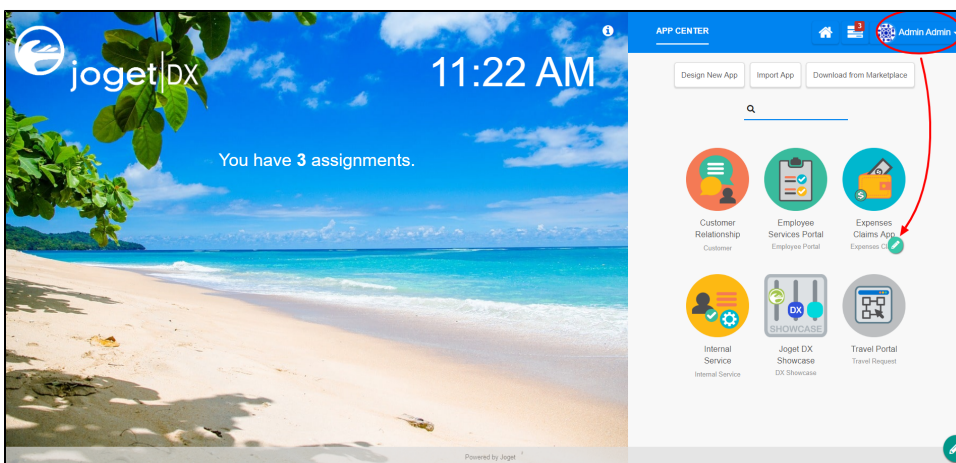 joget DX
11:22 AM
You have 3 assignments.
Powered by Joget
APP CENTER
3
Admin Admin
Design New App
Import App
Download from Marketplace
Customer
Relationship
Customer
Employee
Services Portal
Employee Portal
Expenses
Claims App
Internal
Service
Internal Service
DX
SHOWCASE
Joget DX
Showcase
DX Showcase
Travel Portal
Travel Request